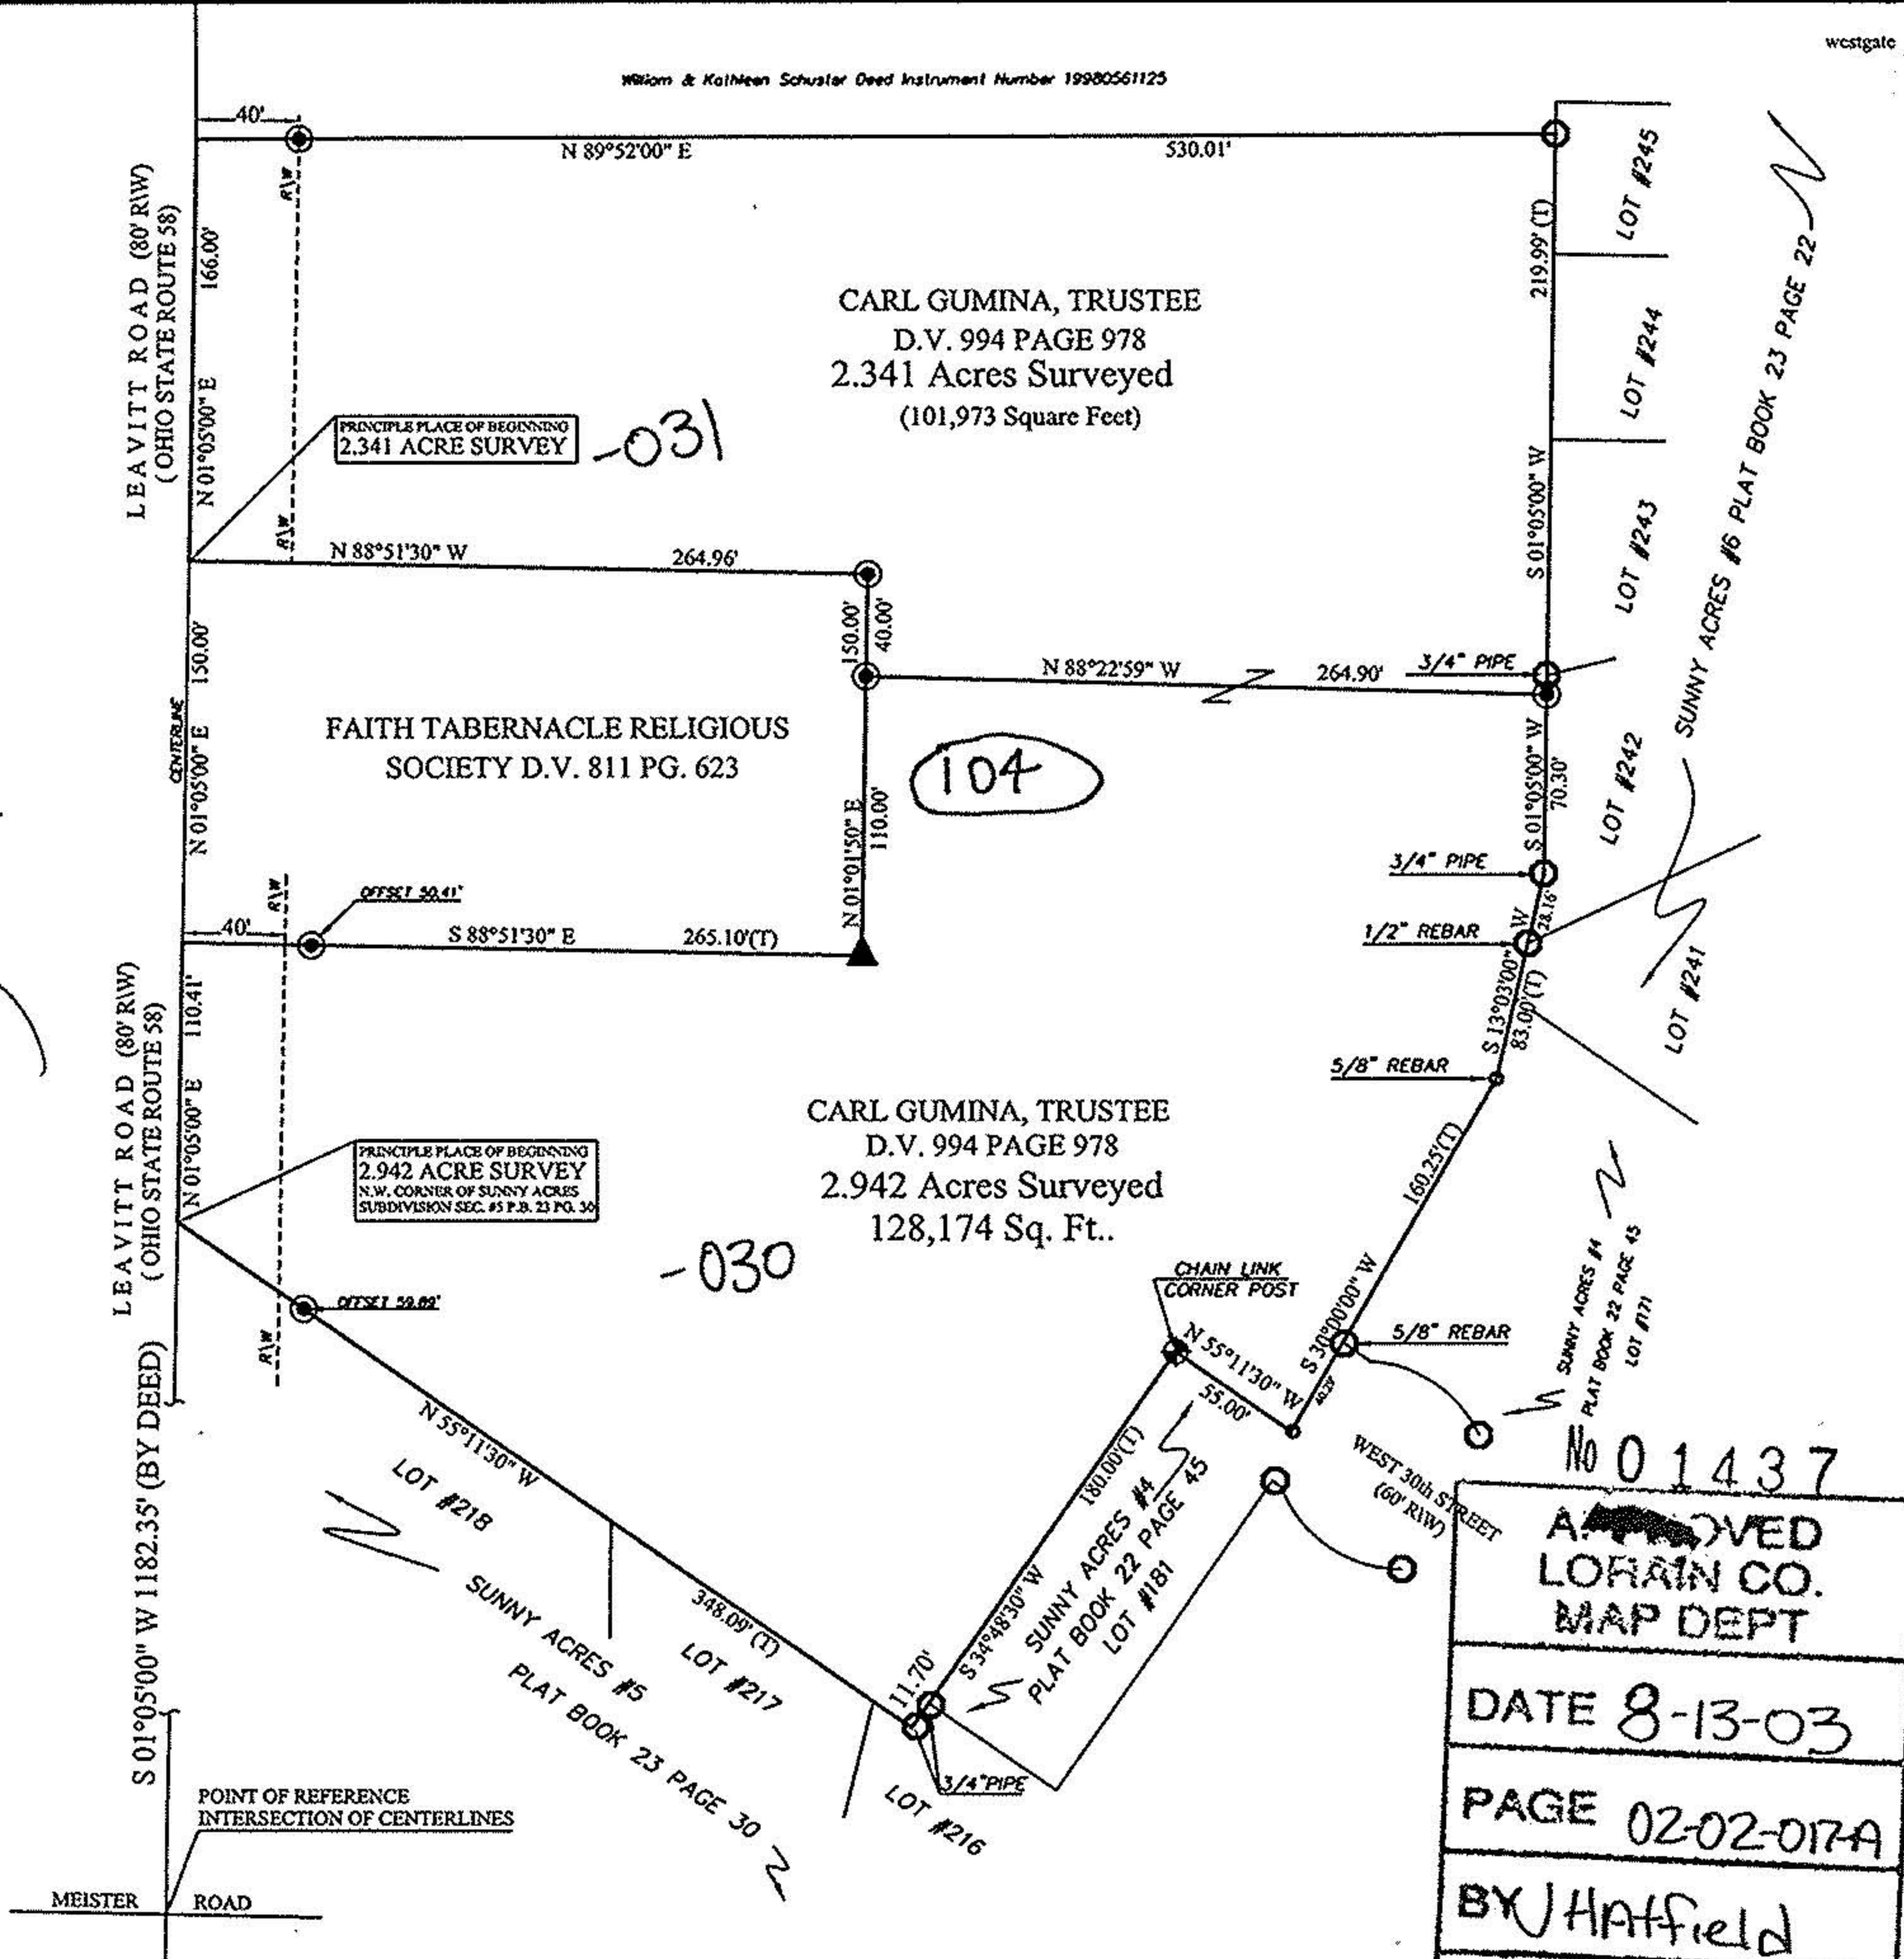 westgate
William & Kathleen Schuster Deed Instrument Number 19980561125
40'
N 89°52'00" E
530.01'
LEAVITT ROAD (80' R\W)
( OHIO STATE ROUTE 58)
N 01°05'00" E 166.00'
R\W
R\W
CARL GUMINA, TRUSTEE
D.V. 994 PAGE 978
2.341 Acres Surveyed
(101,973 Square Feet)
S 01°05'00" W 219.99' (T)
LOT #245
LOT #244
LOT #243
LOT #242
LOT #241
SUNNY ACRES #6 PLAT BOOK 23 PAGE 22
PRINCIPLE PLACE OF BEGINNING
2.341 ACRE SURVEY
-031
N 88°51'30" W
264.96'
150.00'
40.00'
N 88°22'59" W
264.90'
3/4" PIPE
CENTERLINE
N 01°05'00" E 150.00'
FAITH TABERNACLE RELIGIOUS
SOCIETY D.V. 811 PG. 623
104
N 01°01'50" E
110.00'
S 01°05'00" W
70.30'
3/4" PIPE
28.16'
1/2" REBAR
R\W
OFFSET 50.41'
40'
S 88°51'30" E
265.10'(T)
S 13°03'00" W
83.00'(T)
5/8" REBAR
LEAVITT ROAD (80' R\W)
( OHIO STATE ROUTE 58)
N 01°05'00" E 110.41'
PRINCIPLE PLACE OF BEGINNING
2.942 ACRE SURVEY
N.W. CORNER OF SUNNY ACRES
SUBDIVISION SEC. #5 P.B. 23 PG. 30
CARL GUMINA, TRUSTEE
D.V. 994 PAGE 978
2.942 Acres Surveyed
128,174 Sq. Ft..
-030
160.25'(T)
S 30°00'00" W
CHAIN LINK
CORNER POST
N 55°11'30" W
55.00'
5/8" REBAR
SUNNY ACRES #4
PLAT BOOK 22 PAGE 45
LOT #171
OFFSET 59.89'
R\W
S 01°05'00" W 1182.35' (BY DEED)
N 55°11'30" W
348.09' (T)
LOT #218
SUNNY ACRES #5
PLAT BOOK 23 PAGE 30
LOT #217
LOT #216
180.00'(T)
S 34°48'30" W
11.70'
SUNNY ACRES #4
PLAT BOOK 22 PAGE 45
LOT #181
3/4" PIPE
WEST 30th STREET
(60' R\W)
No 01437
LORAIN CO.
MAP DEPT
DATE 8-13-03
PAGE 02-02-017-A
BY J HAtfield
POINT OF REFERENCE
INTERSECTION OF CENTERLINES
MEISTER ROAD